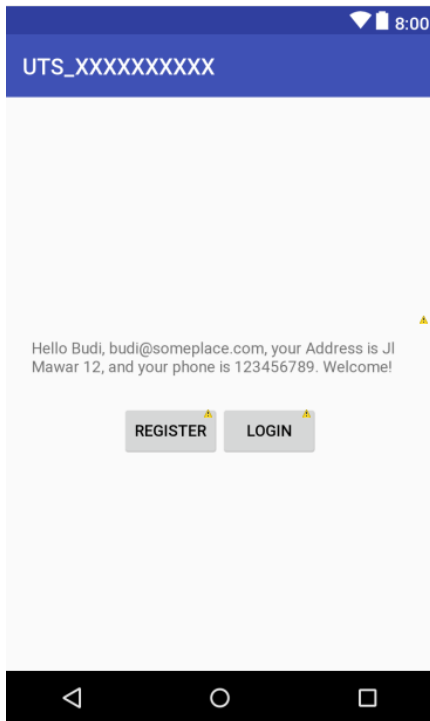 8:00
UTS_XXXXXXXXXX
Hello Budi, budi@someplace.com, your Address is Jl
Mawar 12, and your phone is 123456789. Welcome!
REGISTER LOGIN